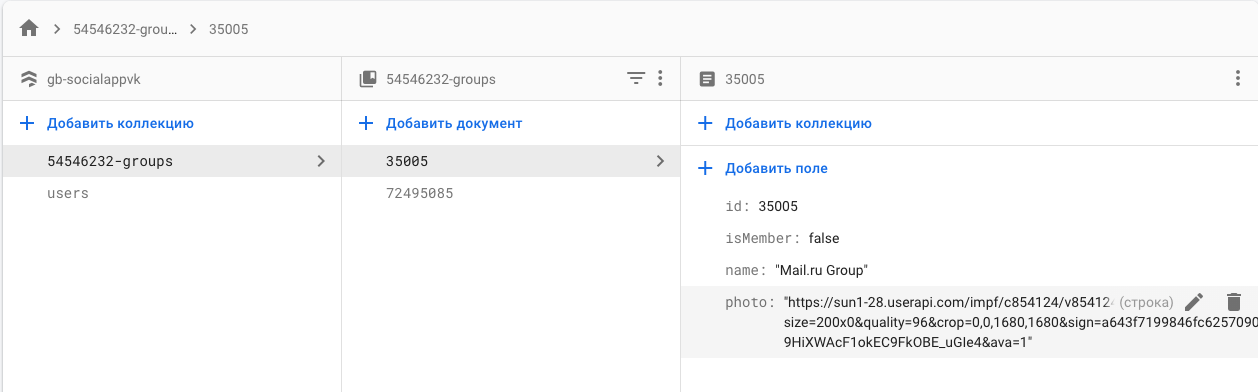 54546232-grou... 35005
gb-socialappvk
54546232-groups
35005
Добавить коллекцию
Добавить документ
Добавить коллекцию
54546232-groups
users
35005
72495085
Добавить поле
id: 35005
isMember: false
name: "Mail.ru Group"
photo: "https://sun1-28.userapi.com/impf/c854124/v85412 (строка)
size=200x0&quality=96&crop=0,0,1680,1680&sign=a643f7199846fc6257090
9HiXWAcF1okEC9FkOBE_uGIe4&ava=1"